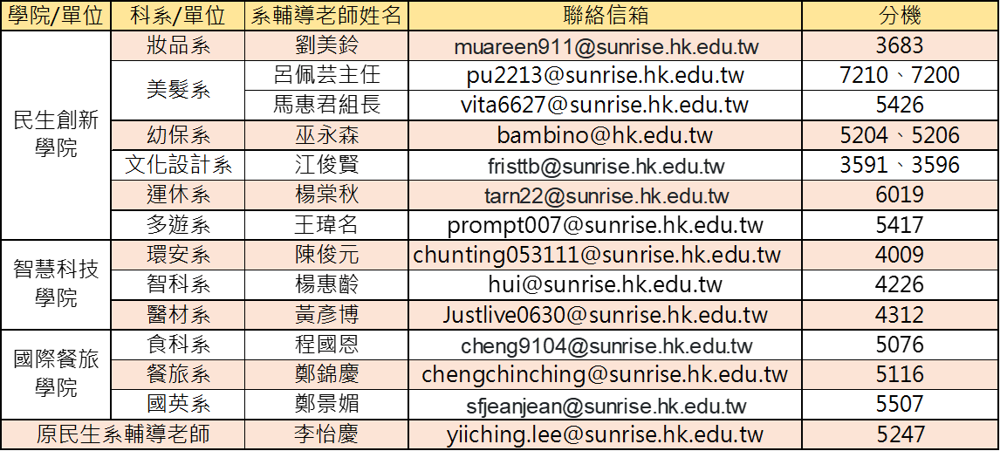 學院/單位 科系/單位 系輔導老師姓名 聯絡信箱 分機
民生創新
學院
妝品系 劉美鈴 muareen911@sunrise.hk.edu.tw 3683
美髮系 呂佩芸主任 pu2213@sunrise.hk.edu.tw 7210、7200
馬惠君組長 vita6627@sunrise.hk.edu.tw 5426
幼保系 巫永森 bambino@hk.edu.tw 5204、5206
文化設計系 江俊賢 fristtb@sunrise.hk.edu.tw 3591、3596
運休系 楊棠秋 tarn22@sunrise.hk.edu.tw 6019
多遊系 王瑋名 prompt007@sunrise.hk.edu.tw 5417
智慧科技
學院
環安系 陳俊元 chunting053111@sunrise.hk.edu.tw 4009
智科系 楊惠齡 hui@sunrise.hk.edu.tw 4226
醫材系 黃彥博 Justlive0630@sunrise.hk.edu.tw 4312
國際餐旅
學院
食科系 程國恩 cheng9104@sunrise.hk.edu.tw 5076
餐旅系 鄭錦慶 chengchinching@sunrise.hk.edu.tw 5116
國英系 鄭景媚 sfjeanjean@sunrise.hk.edu.tw 5507
原民生系輔導老師 李怡慶 yiiching.lee@sunrise.hk.edu.tw 5247